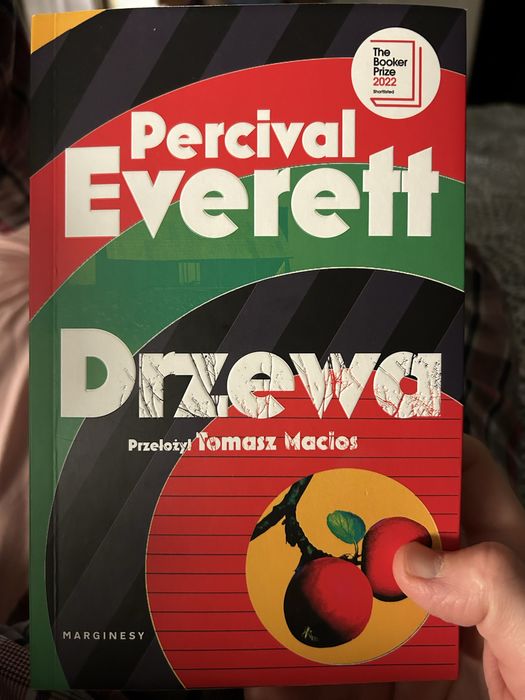 The
Booker
Prize
2022
Shortlisted
Percival
Everett
Drzewa
Przełożył Tomasz Macios
MARGINESY